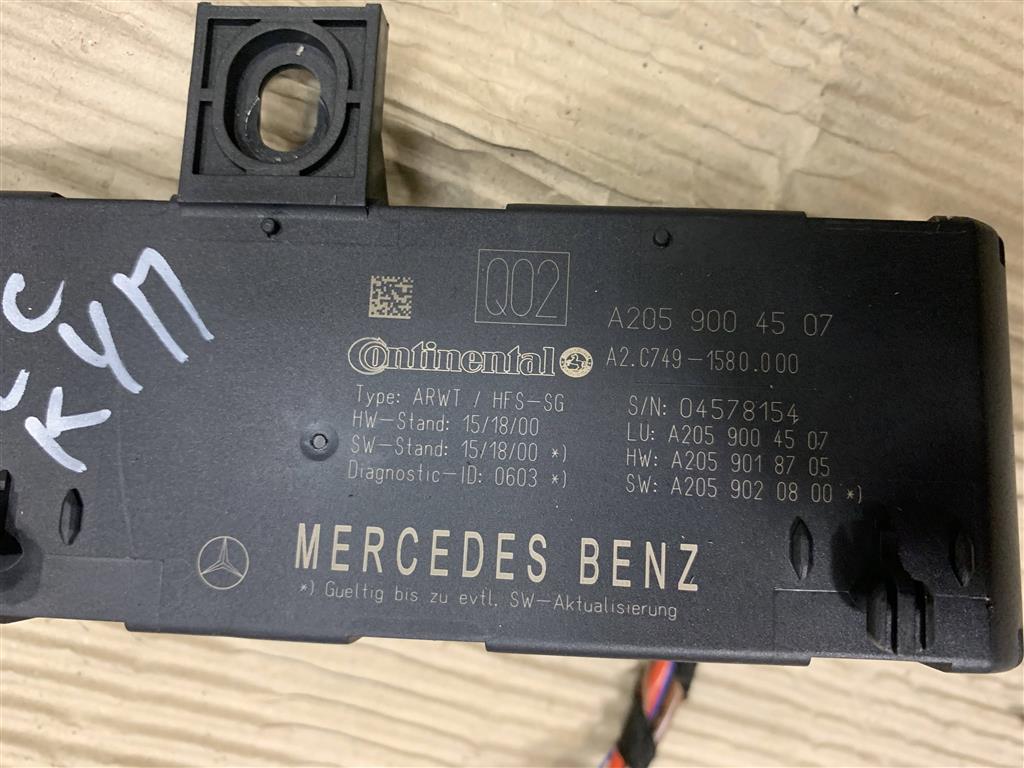 Q02
A205 900 45 07
Continental
A2.C749-1580.000
Type: ARWT / HFS-SG
HW-Stand: 15/18/00
SW-Stand: 15/18/00 *)
Diagnostic-ID: 0603 *)
S/N: 04578154
LU: A205 900 45 07
HW: A205 901 87 05
SW: A205 902 08 00 *)
MERCEDES BENZ
*) Gueltig bis zu evtl. SW-Aktualisierung